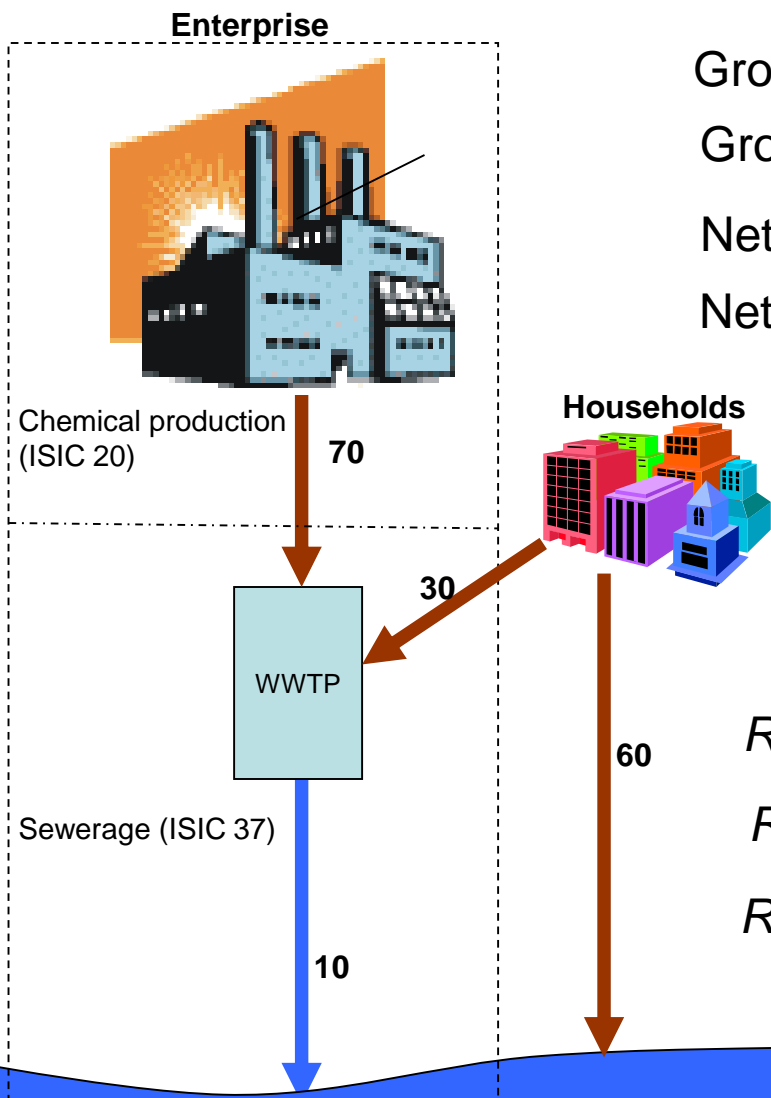 Enterprise
Gro
Gro
Net
Net
Chemical production
(ISIC 20)
70
Households
30
WWTP
60
R
R
R
Sewerage (ISIC 37)
10